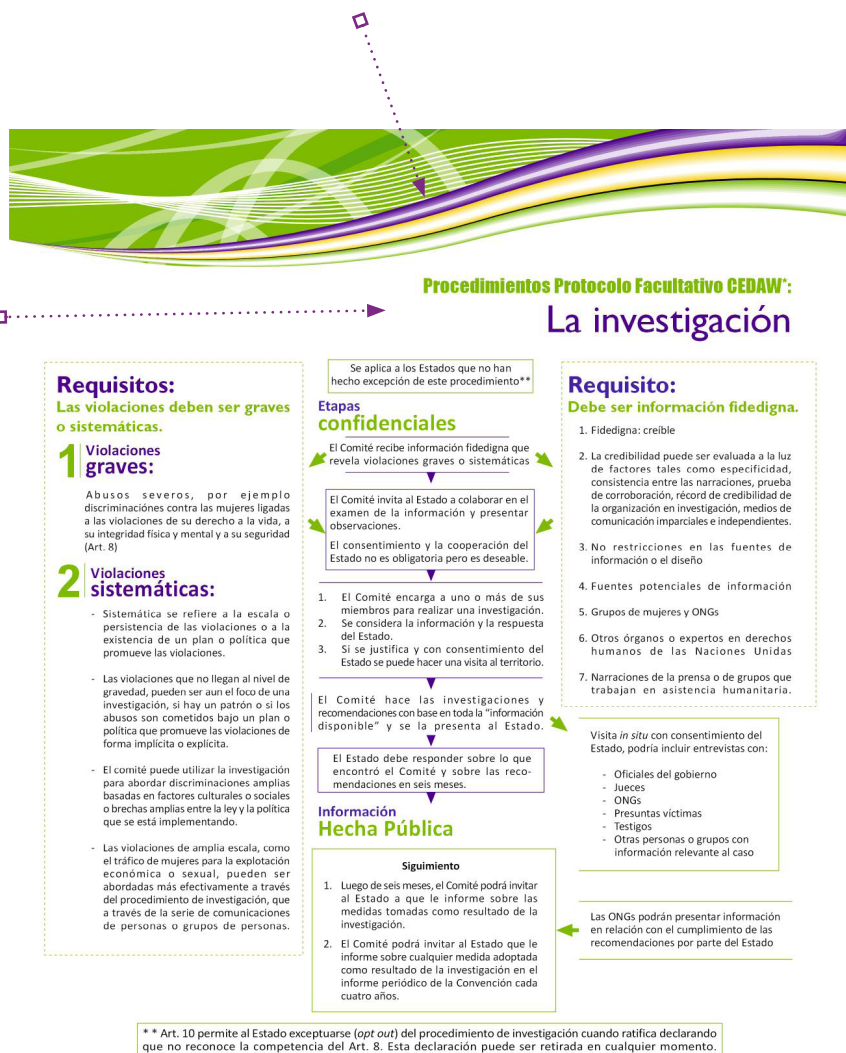 Procedimientos Protocolo Facultativo CEDAW*:
La investigación
Requisitos:
Las violaciones deben ser graves
o sistemáticas.
1 Violaciones
graves:
Abusos severos, por ejemplo
discriminaciónes contra las mujeres ligadas
a las violaciones de su derecho a la vida, a
su integridad física y mental y a su seguridad
(Art. 8)
2 Violaciones
sistemáticas:
- Sistemática se refiere a la escala o
persistencia de las violaciones o a la
existencia de un plan o política que
promueve las violaciones.
- Las violaciones que no llegan al nivel de
gravedad, pueden ser aun el foco de una
investigación, si hay un patrón o si los
abusos son cometidos bajo un plan o
política que promueve las violaciones de
forma implícita o explícita.
- El comité puede utilizar la investigación
para abordar discriminaciones amplias
basadas en factores culturales o sociales
o brechas amplias entre la ley y la política
que se está implementando.
- Las violaciones de amplia escala, como
el tráfico de mujeres para la explotación
económica o sexual, pueden ser
abordadas más efectivamente a través
del procedimiento de investigación, que
a través de la serie de comunicaciones
de personas o grupos de personas.
Se aplica a los Estados que no han
hecho excepción de este procedimiento**
Etapas
confidenciales
El Comité recibe información fidedigna que
revela violaciones graves o sistemáticas
El Comité invita al Estado a colaborar en el
examen de la información y presentar
observaciones.
El consentimiento y la cooperación del
Estado no es obligatoria pero es deseable.
1. El Comité encarga a uno o más de sus
miembros para realizar una investigación.
2. Se considera la información y la respuesta
del Estado.
3. Si se justifica y con consentimiento del
Estado se puede hacer una visita al territorio.
El Comité hace las investigaciones y
recomendaciones con base en toda la “información
disponible” y se la presenta al Estado.
El Estado debe responder sobre lo que
encontró el Comité y sobre las reco-
mendaciones en seis meses.
Información
Hecha Pública
Siguimiento
1. Luego de seis meses, el Comité podrá invitar
al Estado a que le informe sobre las
medidas tomadas como resultado de la
investigación.
2. El Comité podrá invitar al Estado que le
informe sobre cualquier medida adoptada
como resultado de la investigación en el
informe periódico de la Convención cada
cuatro años.
Requisito:
Debe ser información fidedigna.
1. Fidedigna: creíble
2. La credibilidad puede ser evaluada a la luz
de factores tales como especificidad,
consistencia entre las narraciones, prueba
de corroboración, récord de credibilidad de
la organización en investigación, medios de
comunicación imparciales e independientes.
3. No restricciones en las fuentes de
información o el diseño
4. Fuentes potenciales de información
5. Grupos de mujeres y ONGs
6. Otros órganos o expertos en derechos
humanos de las Naciones Unidas
7. Narraciones de la prensa o de grupos que
trabajan en asistencia humanitaria.
Visita in situ con consentimiento del
Estado, podría incluir entrevistas con:
- Oficiales del gobierno
- Jueces
- ONGs
- Presuntas víctimas
- Testigos
- Otras personas o grupos con
información relevante al caso
Las ONGs podrán presentar información
en relación con el cumplimiento de las
recomendaciones por parte del Estado
* * Art. 10 permite al Estado exceptuarse (opt out) del procedimiento de investigación cuando ratifica declarando
que no reconoce la competencia del Art. 8. Esta declaración puede ser retirada en cualquier momento.